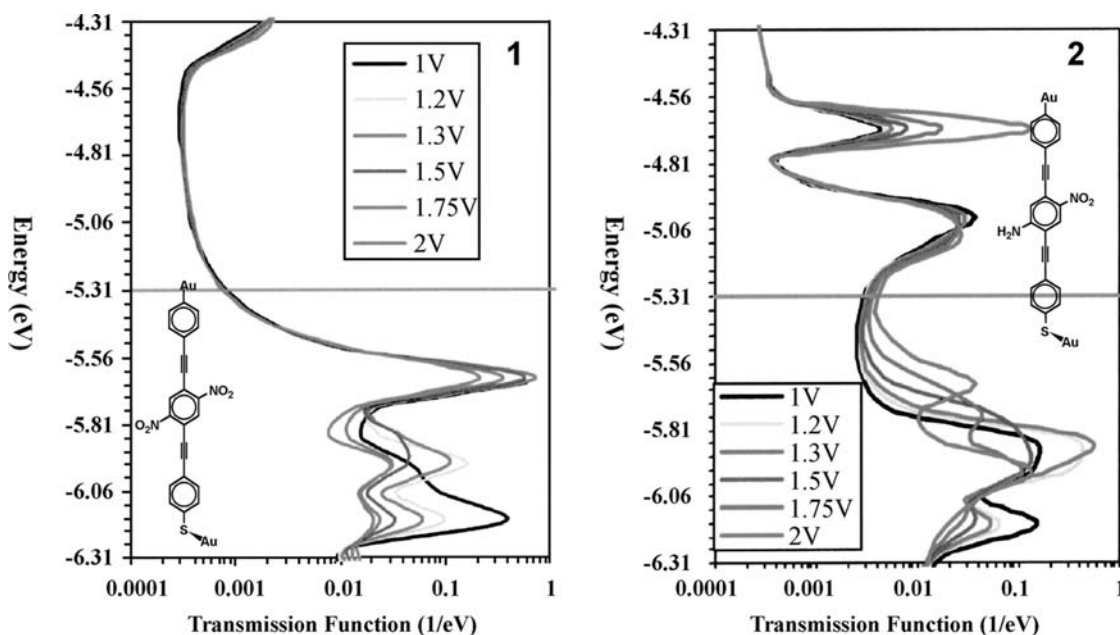 1
-4.31
-4.56
-4.81
-5.06
-5.31
-5.56
-5.81
-6.06
-6.31
Energy (eV)
1V
1.2V
1.3V
1.5V
1.75V
2V
Au
NO2
O2N
S
Au
0.0001 0.001 0.01 0.1 1
Transmission Function (1/eV)
2
-4.31
-4.56
-4.81
-5.06
-5.31
-5.56
-5.81
-6.06
-6.31
Energy (eV)
Au
NO2
H2N
S
Au
1V
1.2V
1.3V
1.5V
1.75V
2V
0.0001 0.001 0.01 0.1 1
Transmission Function (1/eV)